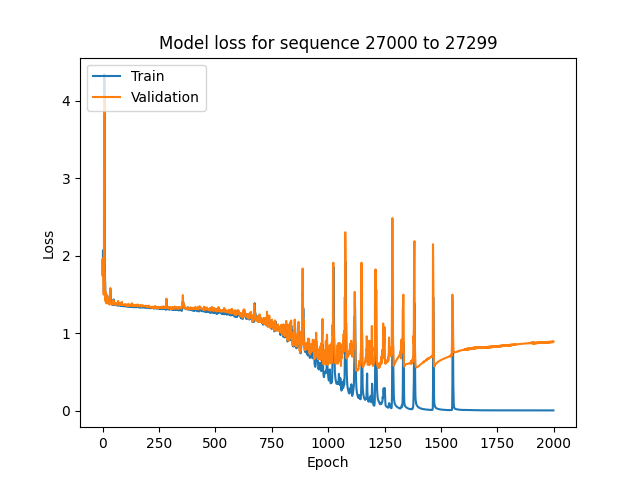 Model loss for sequence 27000 to 27299
Train
Validation
4
3
2
1
0
Loss
0 250 500 750 1000 1250 1500 1750 2000
Epoch